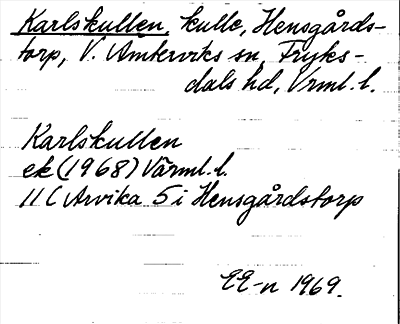 Karlskullen, kulle, Hensgårds-
torp, V. Ämterviks sn, Fryks-
dals hd, Vrml. l.
Karlskullen
ek (1968) Värml. l.
11 C Arvika 5 i Hensgårdstorp
EE-n 1969.